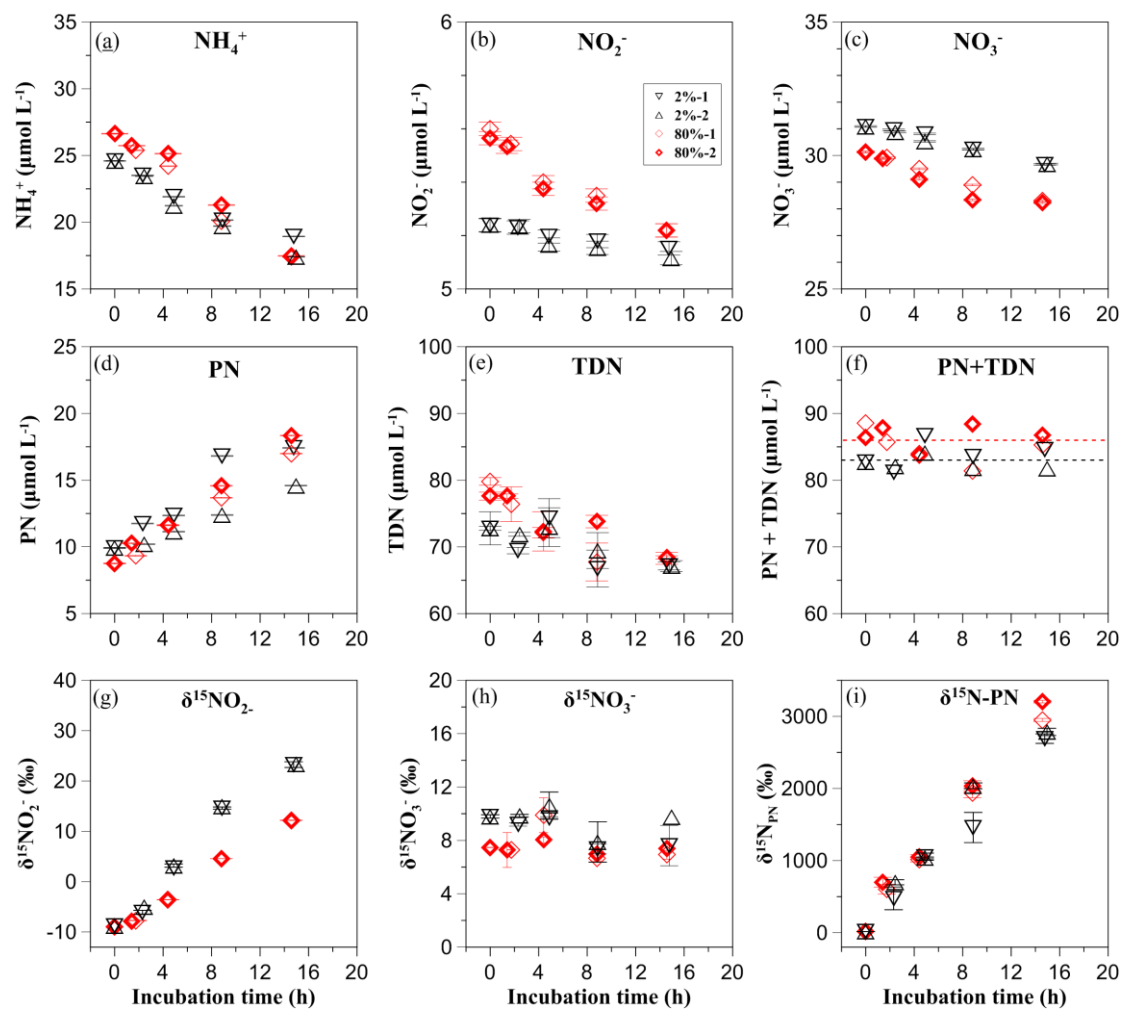 (a) NH₄⁺
NH₄⁺ (µmol L⁻¹)
35
30
25
20
15
0 4 8 12 16 20
(b) NO₂⁻
NO₂⁻ (µmol L⁻¹)
6
5
2%-1
2%-2
80%-1
80%-2
0 4 8 12 16 20
(c) NO₃⁻
NO₃⁻ (µmol L⁻¹)
35
30
25
0 4 8 12 16 20
(d) PN
PN (µmol L⁻¹)
25
20
15
10
5
0 4 8 12 16 20
(e) TDN
TDN (µmol L⁻¹)
100
90
80
70
60
0 4 8 12 16 20
(f) PN+TDN
PN + TDN (µmol L⁻¹)
100
90
80
70
60
0 4 8 12 16 20
(g) δ¹⁵NO₂₋
δ¹⁵NO₂⁻ (‰)
40
30
20
10
0
-10
0 4 8 12 16 20
Incubation time (h)
(h) δ¹⁵NO₃⁻
δ¹⁵NO₃⁻ (‰)
20
16
12
8
4
0
0 4 8 12 16 20
Incubation time (h)
(i) δ¹⁵N-PN
δ¹⁵N_PN (‰)
3000
2000
1000
0
0 4 8 12 16 20
Incubation time (h)